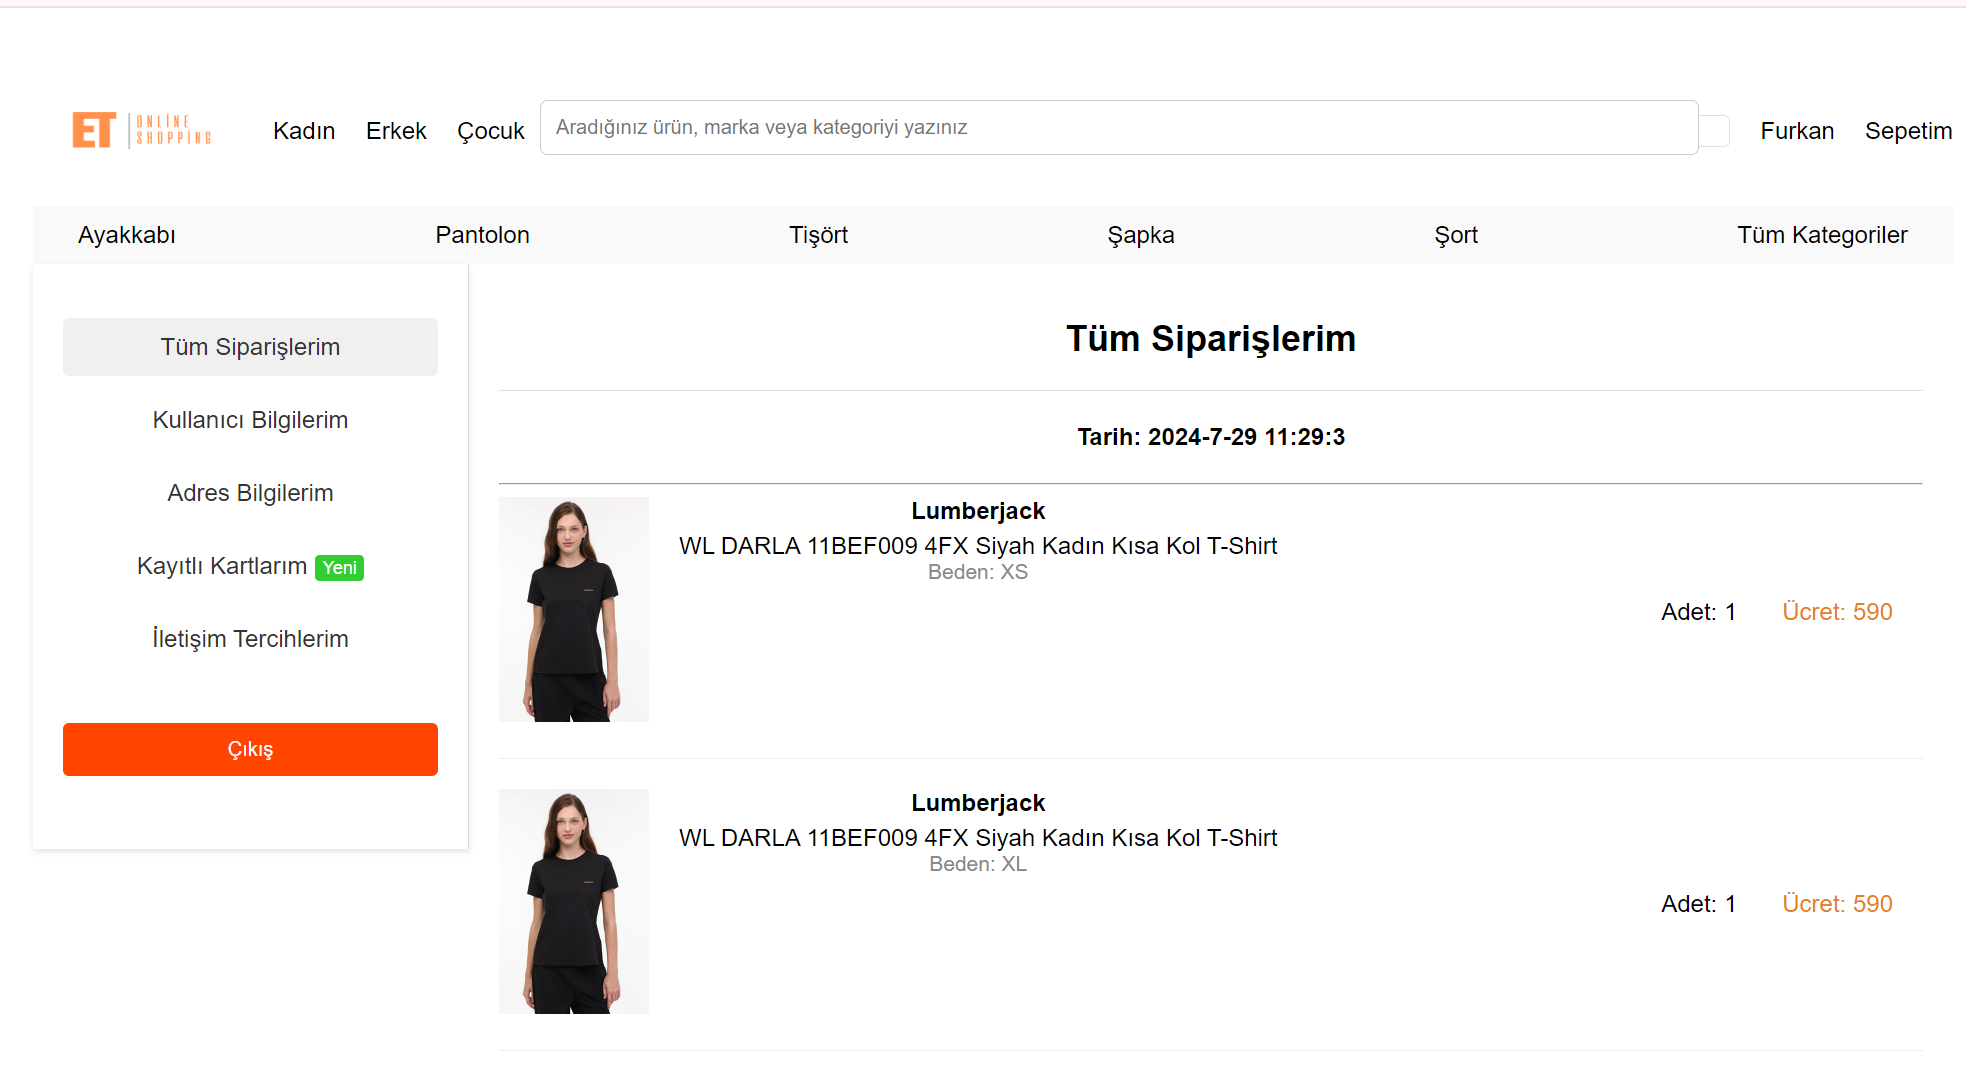 ET ONLINE
SHOPPING
Kadın Erkek Çocuk Aradığınız ürün, marka veya kategoriyi yazınız Furkan Sepetim
Ayakkabı Pantolon Tişört Şapka Şort Tüm Kategoriler
Tüm Siparişlerim
Kullanıcı Bilgilerim
Adres Bilgilerim
Kayıtlı Kartlarım Yeni
İletişim Tercihlerim
Çıkış
Tüm Siparişlerim
Tarih: 2024-7-29 11:29:3
Lumberjack
WL DARLA 11BEF009 4FX Siyah Kadın Kısa Kol T-Shirt
Beden: XS
Adet: 1 Ücret: 590
Lumberjack
WL DARLA 11BEF009 4FX Siyah Kadın Kısa Kol T-Shirt
Beden: XL
Adet: 1 Ücret: 590